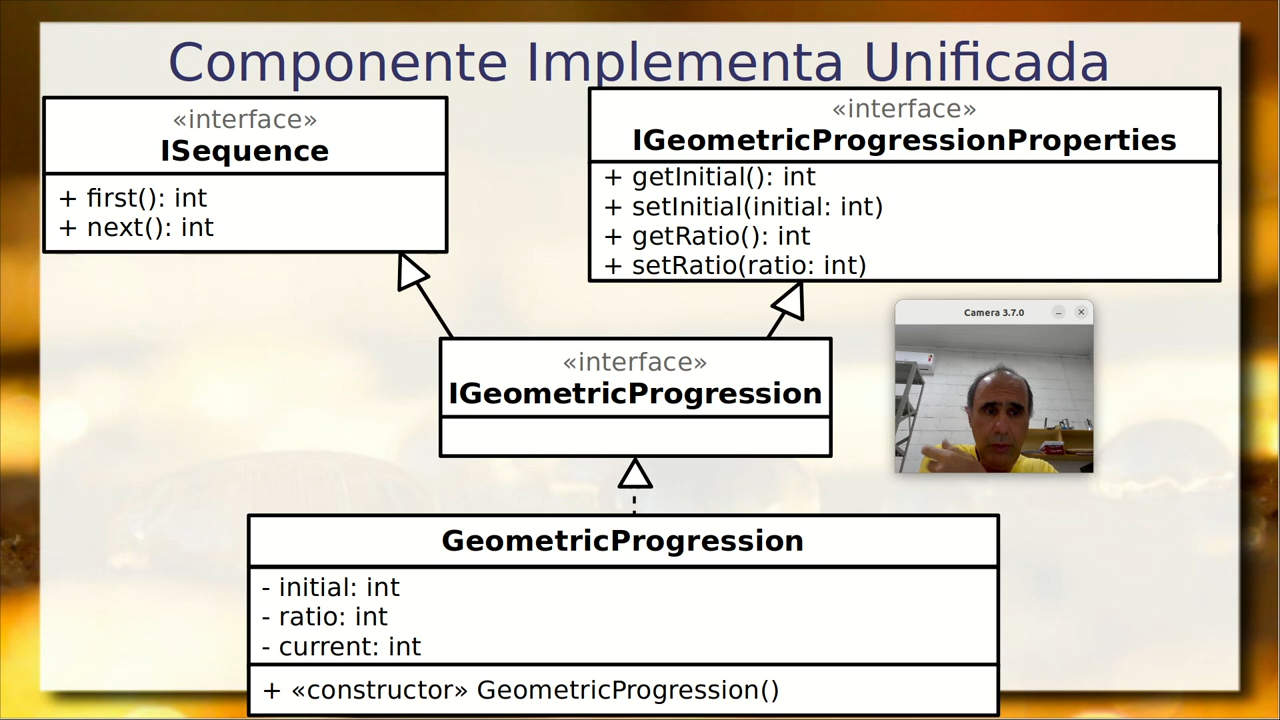 Componente Implementa Unificada
«interface»
ISequence
+ first(): int
+ next(): int
«interface»
IGeometricProgressionProperties
+ getInitial(): int
+ setInitial(initial: int)
+ getRatio(): int
+ setRatio(ratio: int)
«interface»
IGeometricProgression
Camera 3.7.0
GeometricProgression
- initial: int
- ratio: int
- current: int
+ «constructor» GeometricProgression()